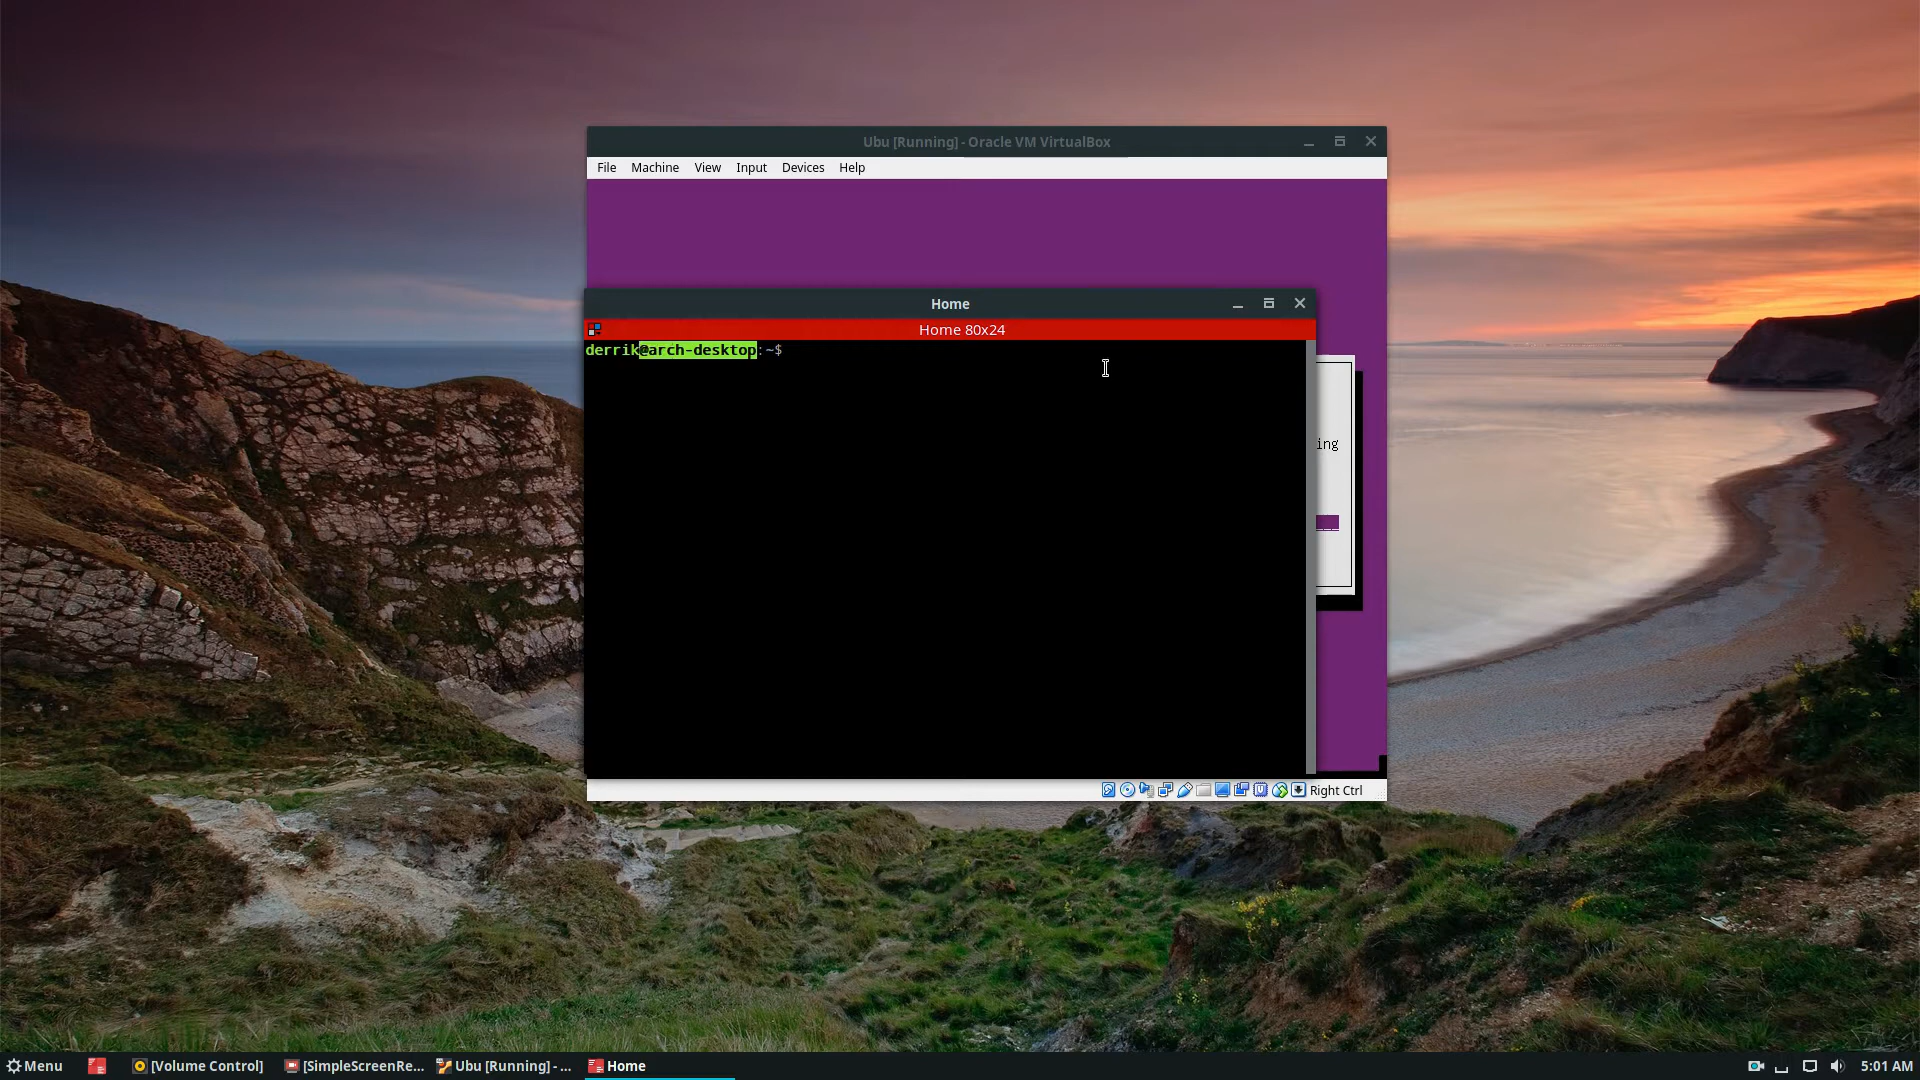 Ubu [Running] - Oracle VM VirtualBox
File Machine View Input Devices Help
Home
Home 80x24
derrik@arch-desktop:~$
ing
Right Ctrl
Menu [Volume Control] [SimpleScreenRe... Ubu [Running] - ... Home 5:01 AM